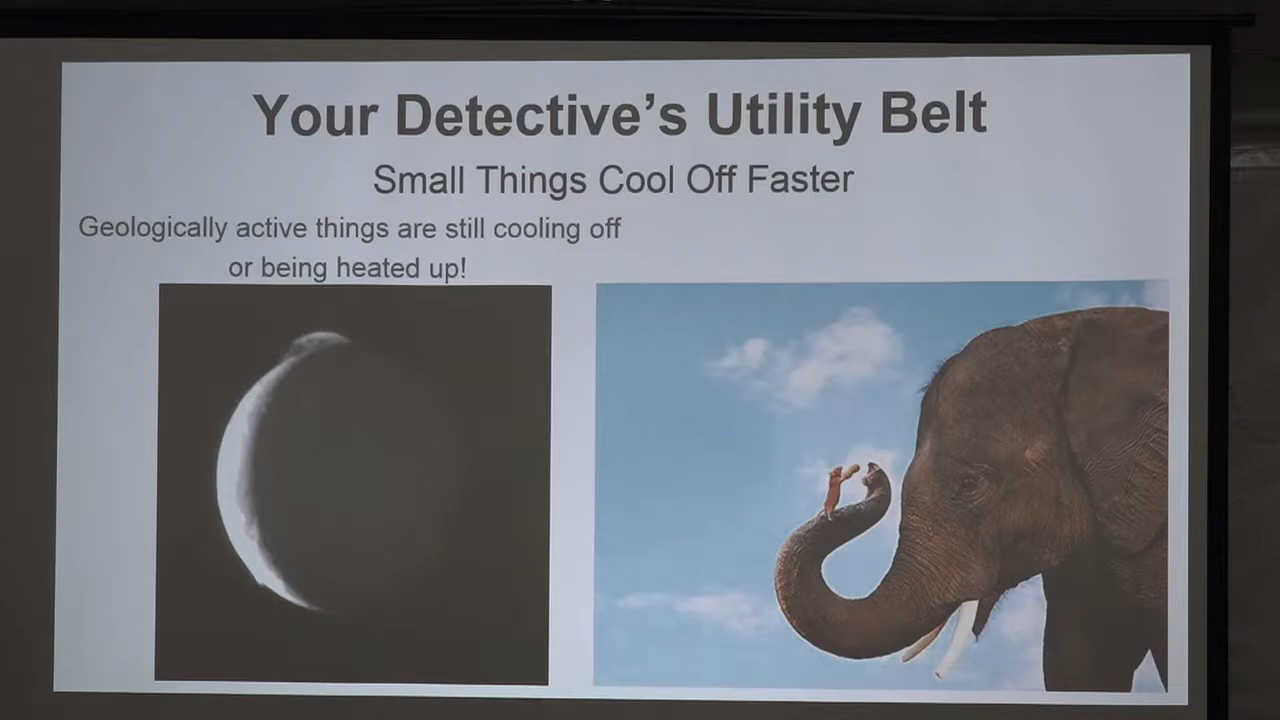 Your Detective’s Utility Belt
Small Things Cool Off Faster
Geologically active things are still cooling off
or being heated up!